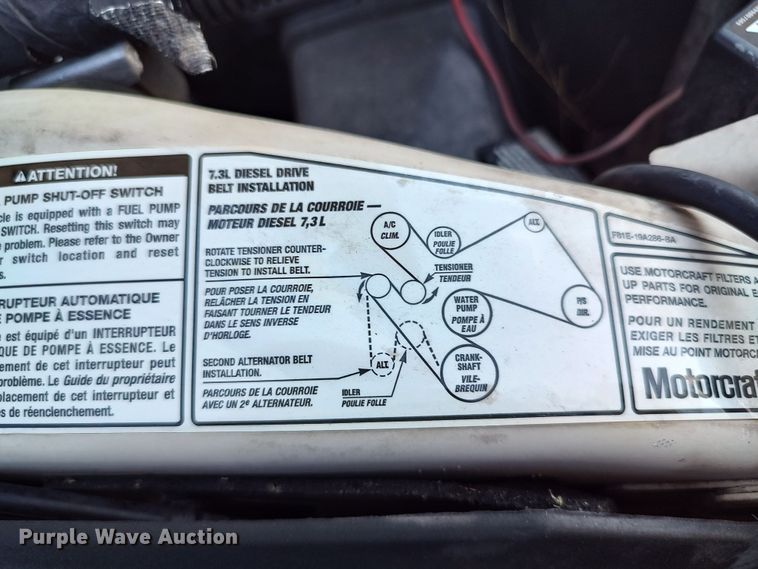 ATTENTION!
PUMP SHUT-OFF SWITCH
is equipped with a FUEL PUMP
SWITCH. Resetting this switch may
problem. Please refer to the Owner
switch location and reset
RUPTEUR AUTOMATIQUE
POMPE À ESSENCE
est équipé d'un INTERRUPTEUR
QUE DE POMPE À ESSENCE. Le
ement de cet interrupteur peut
problème. Le Guide du propriétaire
placement de cet interrupteur et
es de réenclenchement.
7.3L DIESEL DRIVE
BELT INSTALLATION
PARCOURS DE LA COURROIE —
MOTEUR DIESEL 7,3 L
ROTATE TENSIONER COUNTER-
CLOCKWISE TO RELIEVE
TENSION TO INSTALL BELT.
POUR POSER LA COURROIE,
RELÂCHER LA TENSION EN
FAISANT TOURNER LE TENDEUR
DANS LE SENS INVERSE
D'HORLOGE.
SECOND ALTERNATOR BELT
INSTALLATION.
PARCOURS DE LA COURROIE
AVEC UN 2e ALTERNATEUR.
A/C
CLIM.
IDLER
POULIE
FOLLE
ALT.
TENSIONER
TENDEUR
WATER
PUMP
POMPE À
EAU
P/S
DIR.
CRANK-
SHAFT
VILE-
BREQUIN
ALT.
IDLER
POULIE FOLLE
F81E-19A286-BA
USE MOTORCRAFT FILTERS A
UP PARTS FOR ORIGINAL E
PERFORMANCE.
POUR UN RENDEMENT
EXIGER LES FILTRES ET
MISE AU POINT MOTORC
Motorcraf
Purple Wave Auction